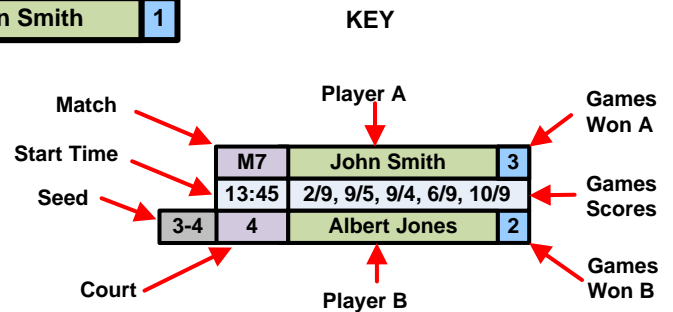 n Smith 1
KEY
Player A
Match
Games
Won A
Start Time
M7 John Smith 3
Seed
13:45 2/9, 9/5, 9/4, 6/9, 10/9
Games
Scores
3-4 4 Albert Jones 2
Court
Player B
Games
Won B